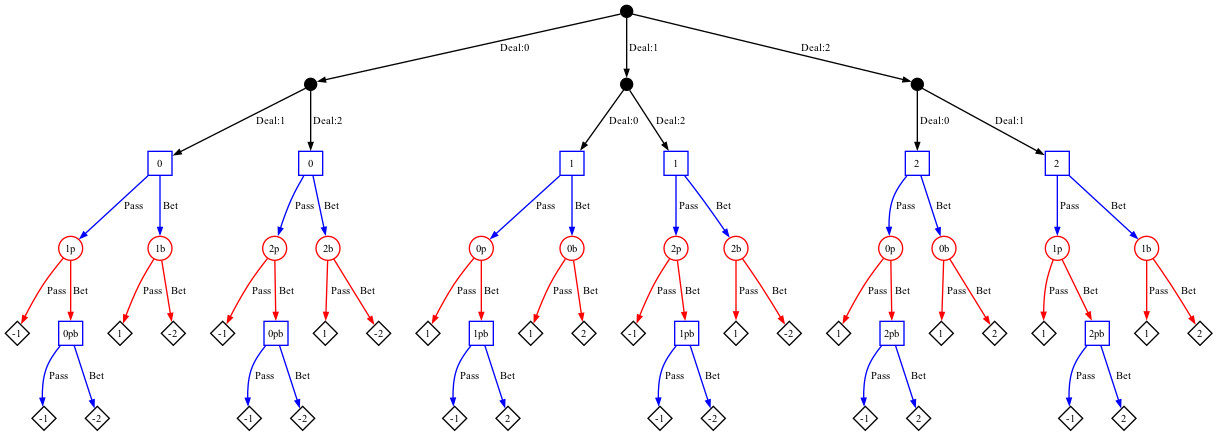 Deal:0 Deal:1 Deal:2
Deal:1 Deal:2 Deal:0 Deal:2 Deal:0 Deal:1
0 0 1 1 2 2
Pass Bet Pass Bet Pass Bet Pass Bet Pass Bet Pass Bet
1p 1b 2p 2b 0p 0b 2p 2b 0p 0b 1p 1b
Pass Bet Pass Bet Pass Bet Pass Bet Pass Bet Pass Bet Pass Bet Pass Bet Pass Bet Pass Bet Pass Bet Pass Bet
-1 0pb 1 -2 -1 0pb 1 -2 1 1pb 1 2 -1 1pb 1 -2 1 2pb 1 2 1 2pb 1 2
Pass Bet Pass Bet Pass Bet Pass Bet Pass Bet Pass Bet
-1 -2 -1 -2 -1 2 -1 -2 -1 2 -1 2